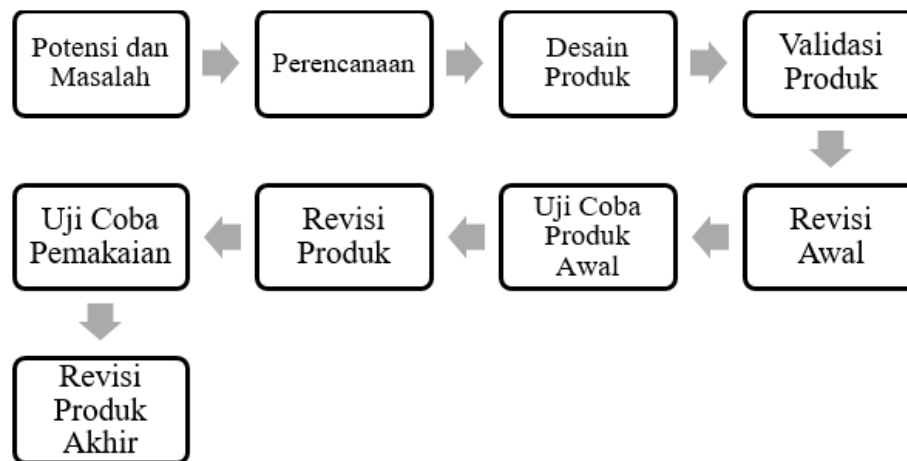 Potensi dan
Masalah
Perencanaan
Desain
Produk
Validasi
Produk
Revisi
Awal
Uji Coba
Produk
Awal
Revisi
Produk
Uji Coba
Pemakaian
Revisi
Produk
Akhir